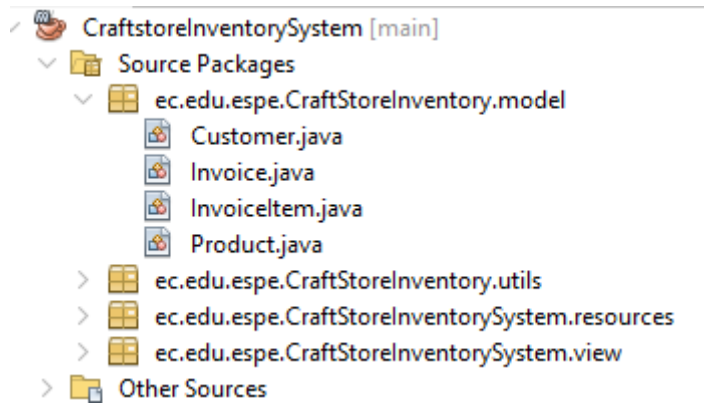 CraftstoreInventorySystem [main]
Source Packages
ec.edu.espe.CraftStoreInventory.model
Customer.java
Invoice.java
InvoiceItem.java
Product.java
ec.edu.espe.CraftStoreInventory.utils
ec.edu.espe.CraftStoreInventorySystem.resources
ec.edu.espe.CraftStoreInventorySystem.view
Other Sources